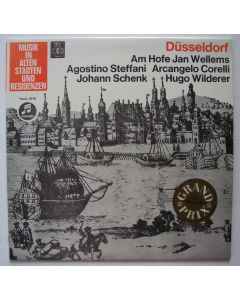 MUSIK
IN
ALTEN
STÄDTEN
UND
RESIDENZEN
Düsseldorf
Am Hofe Jan Wellems
Agostino Steffani Arcangelo Corelli
Johann Schenk Hugo Wilderer
GRAND
PRIX